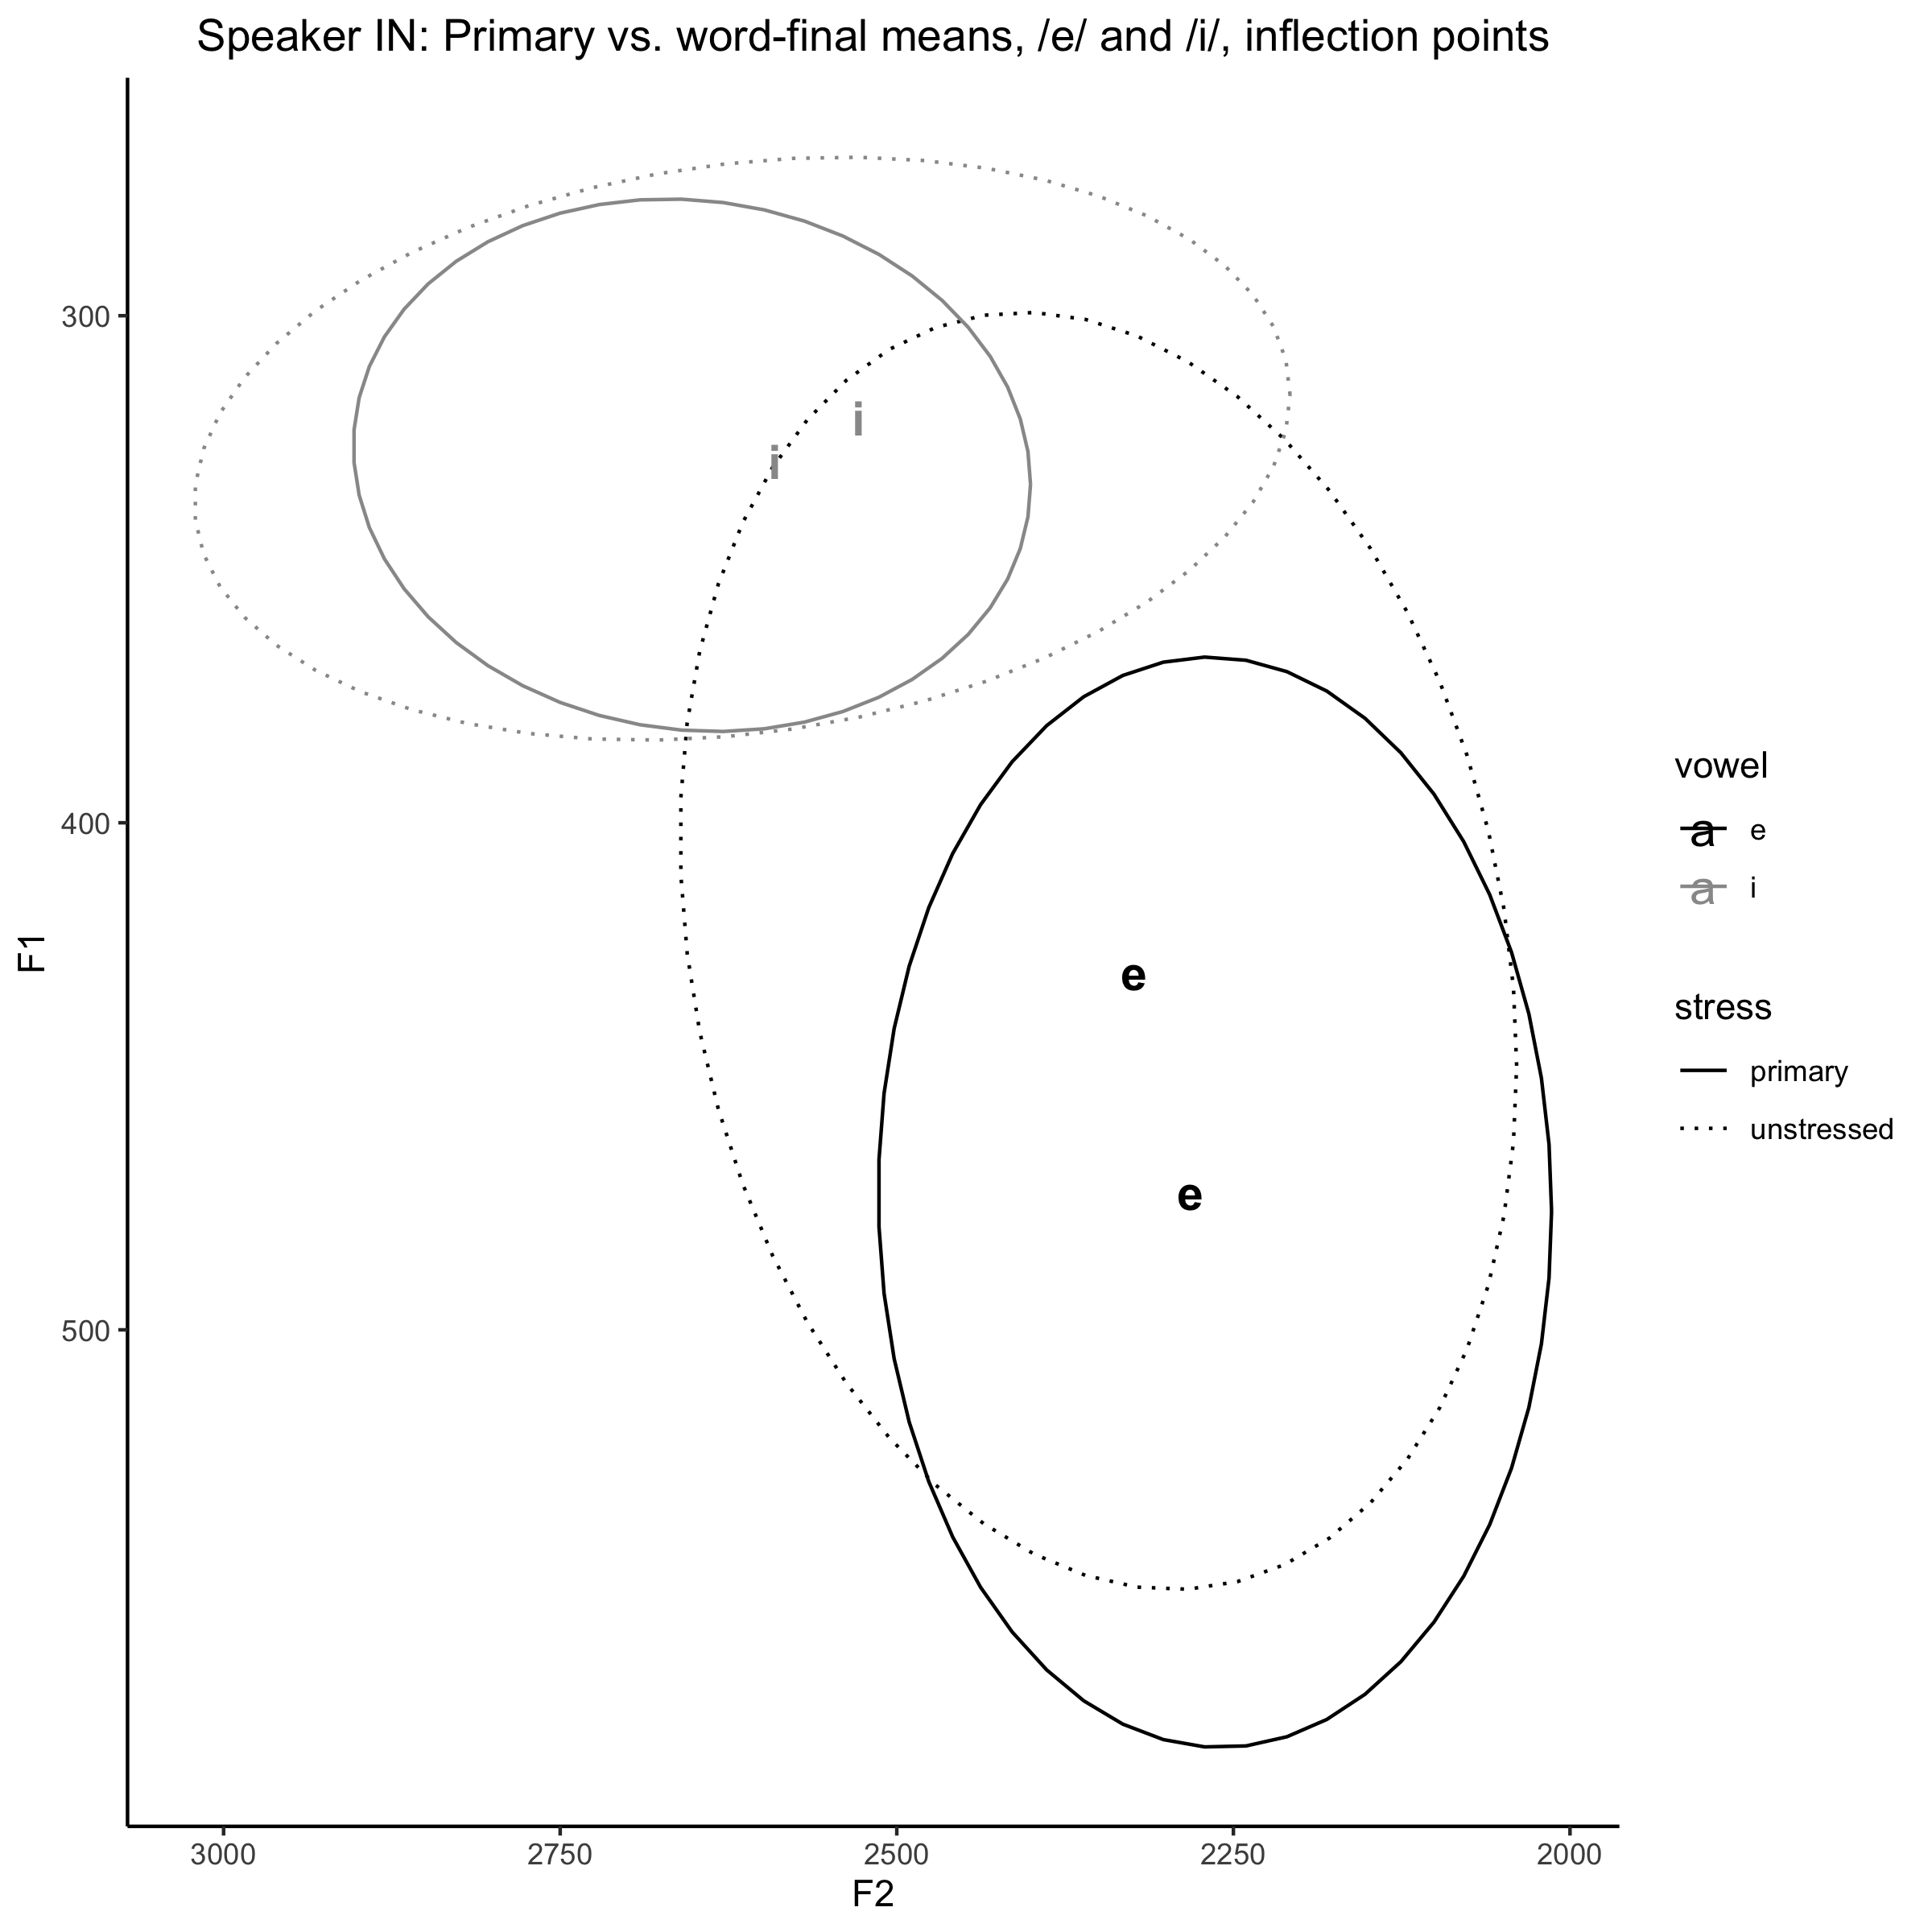 Speaker IN: Primary vs. word-final means, /e/ and /i/, inflection points
300
400
500
F1
i
i
e
e
3000 2750 2500 2250 2000
F2
vowel
a e
a i
stress
primary
unstressed